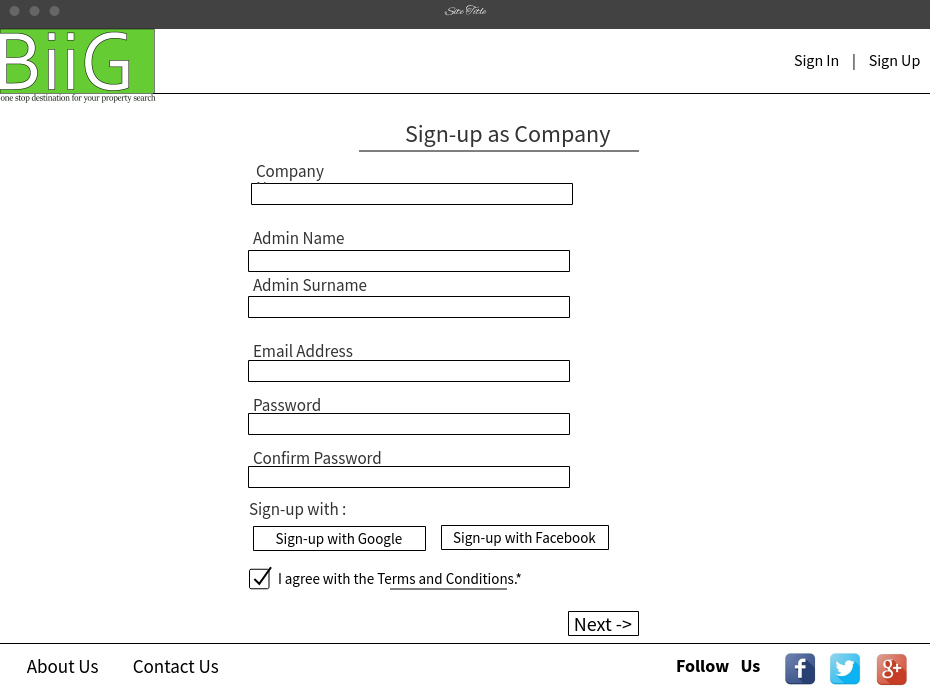 Site Title
BiiG
one stop destination for your property search
Sign In | Sign Up
Sign-up as Company
Company
Admin Name
Admin Surname
Email Address
Password
Confirm Password
Sign-up with :
Sign-up with Google Sign-up with Facebook
I agree with the Terms and Conditions.*
Next ->
About Us Contact Us Follow Us f g+